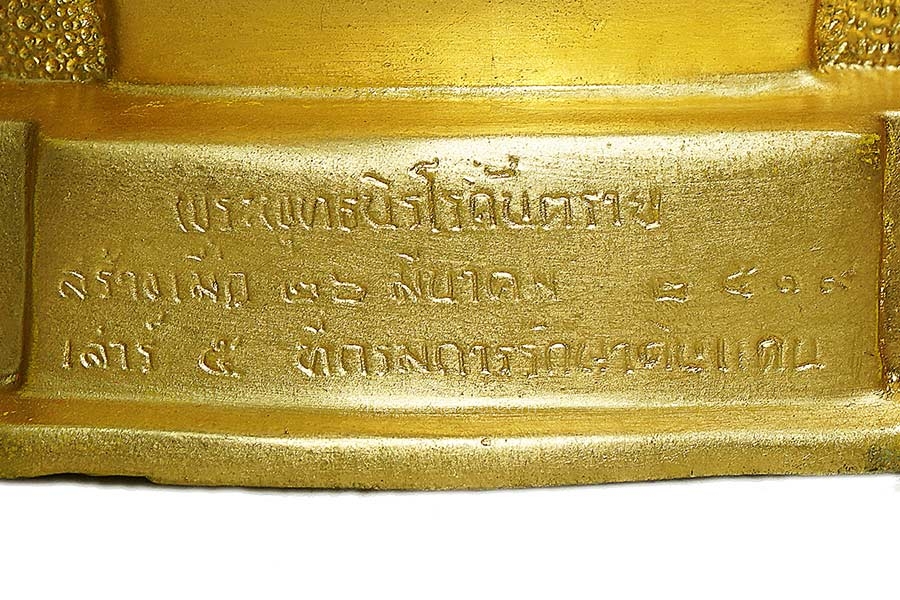 พระพุทธนิรโรคันตราย
สร้างเมื่อ ๓๖ มีนาคม ๒๕๑๙
เสาร์ ๕ ที่กรมการรักษาดินแดน